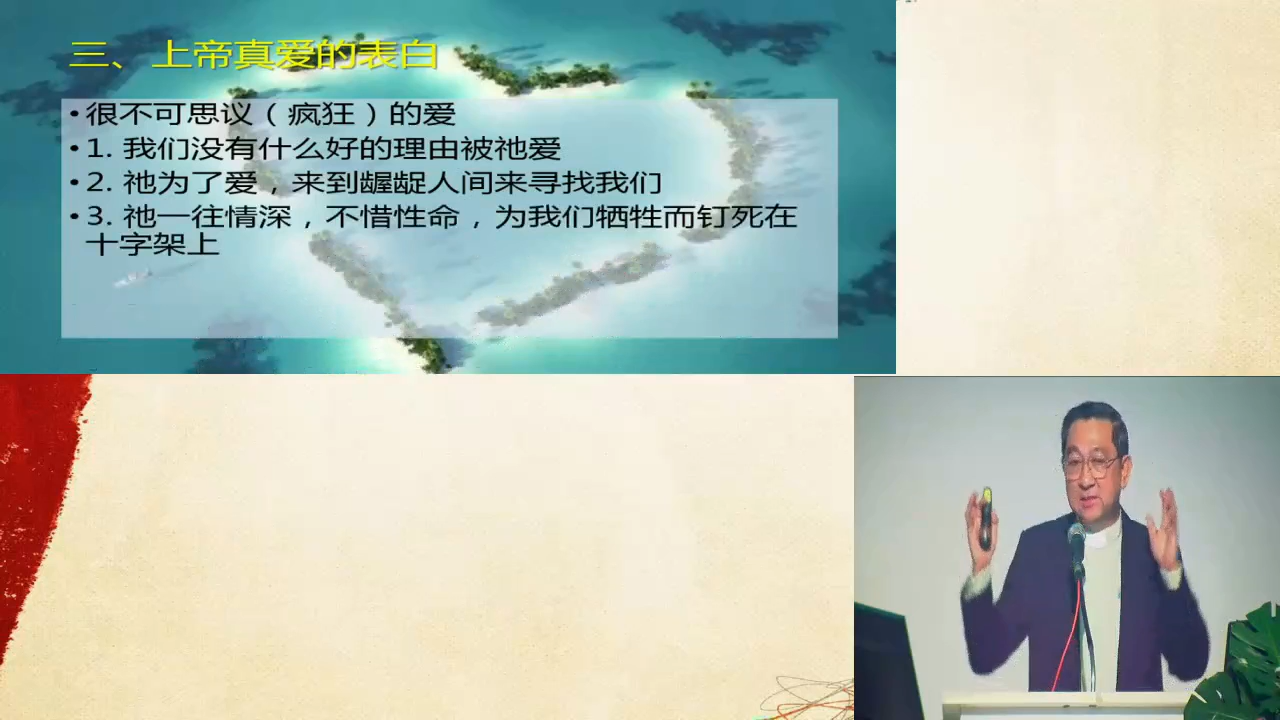 三、上帝真爱的表白
•很不可思议（疯狂）的爱
•1. 我们没有什么好的理由被祂爱
•2. 祂为了爱，来到龌龊人间来寻找我们
•3. 祂一往情深，不惜性命，为我们牺牲而钉死在
十字架上